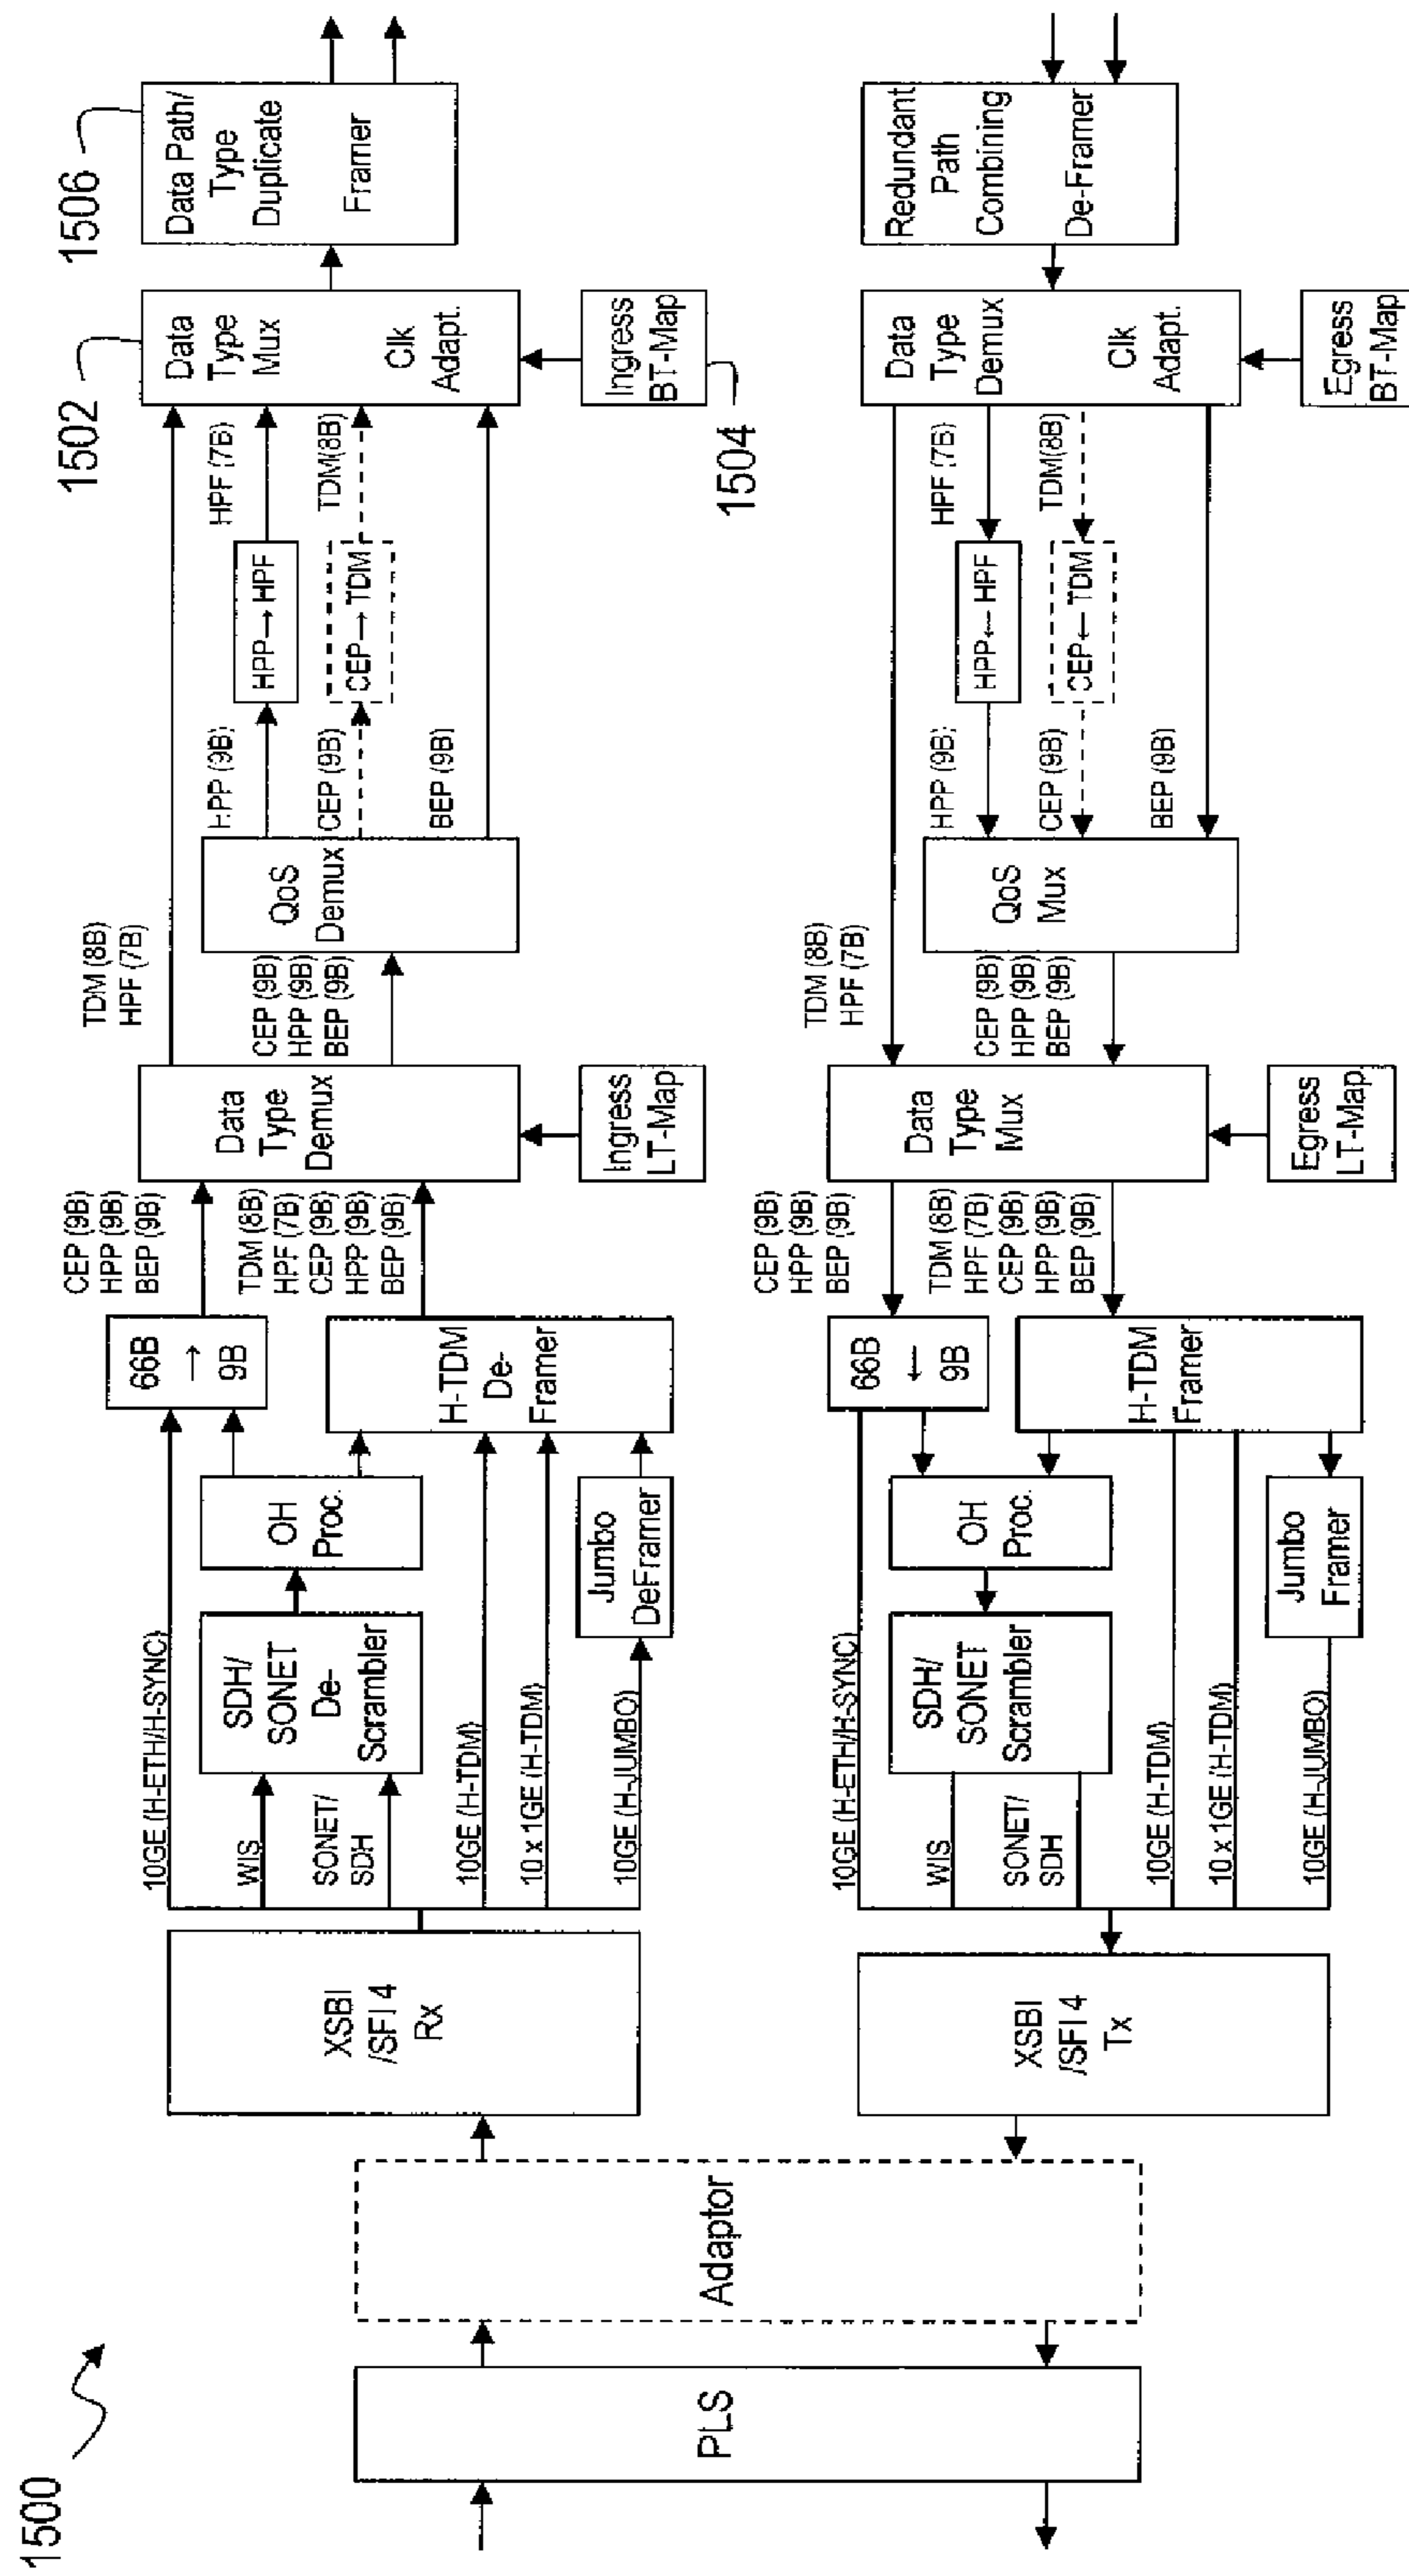 1500
PLS
Adaptor
XSBI
/SFI 4
Rx
10GE (H-ETH/H-SYNC)
WIS
SONET/
SDH
10GE (H-TDM)
10 x 1GE (H-TDM)
10GE (H-JUMBO)
SDH/
SONET
De-
Scrambler
OH
Proc.
Jumbo
DeFramer
66B
→
9B
H-TDM
De-
Framer
CEP (9B)
HPP (9B)
BEP (9B)
TDM (8B)
HPF (7B)
CEP (9B)
HPP (9B)
BEP (9B)
Data
Type
Demux
Ingress
LT-Map
TDM (8B)
HPF (7B)
CEP (9B)
HPP (9B)
BEP (9B)
QoS
Demux
HPP (9B)
CEP (9B)
BEP (9B)
HPP→HPF
CEP→TDM
HPF (7B)
TDM(8B)
1502
Data
Type
Mux
Clk
Adapt.
Ingress
BT-Map
1504
1506
Data Path/
Type
Duplicate
Framer
XSBI
/SFI 4
Tx
10GE (H-ETH/H-SYNC)
WIS
SONET/
SDH
10GE (H-TDM)
10 x 1GE (H-TDM)
10GE (H-JUMBO)
SDH/
SONET
Scrambler
OH
Proc.
Jumbo
Framer
66B
←
9B
H-TDM
Framer
CEP (9B)
HPP (9B)
BEP (9B)
TDM (8B)
HPF (7B)
CEP (9B)
HPP (9B)
BEP (9B)
Data
Type
Mux
Egress
LT-Map
TDM (8B)
HPF (7B)
CEP (9B)
HPP (9B)
BEP (9B)
QoS
Mux
HPP (9B)
CEP (9B)
BEP (9B)
HPP←HPF
CEP←TDM
HPF (7B)
TDM(8B)
Data
Type
Demux
Clk
Adapt.
Egress
BT-Map
Redundant
Path
Combining
De-Framer